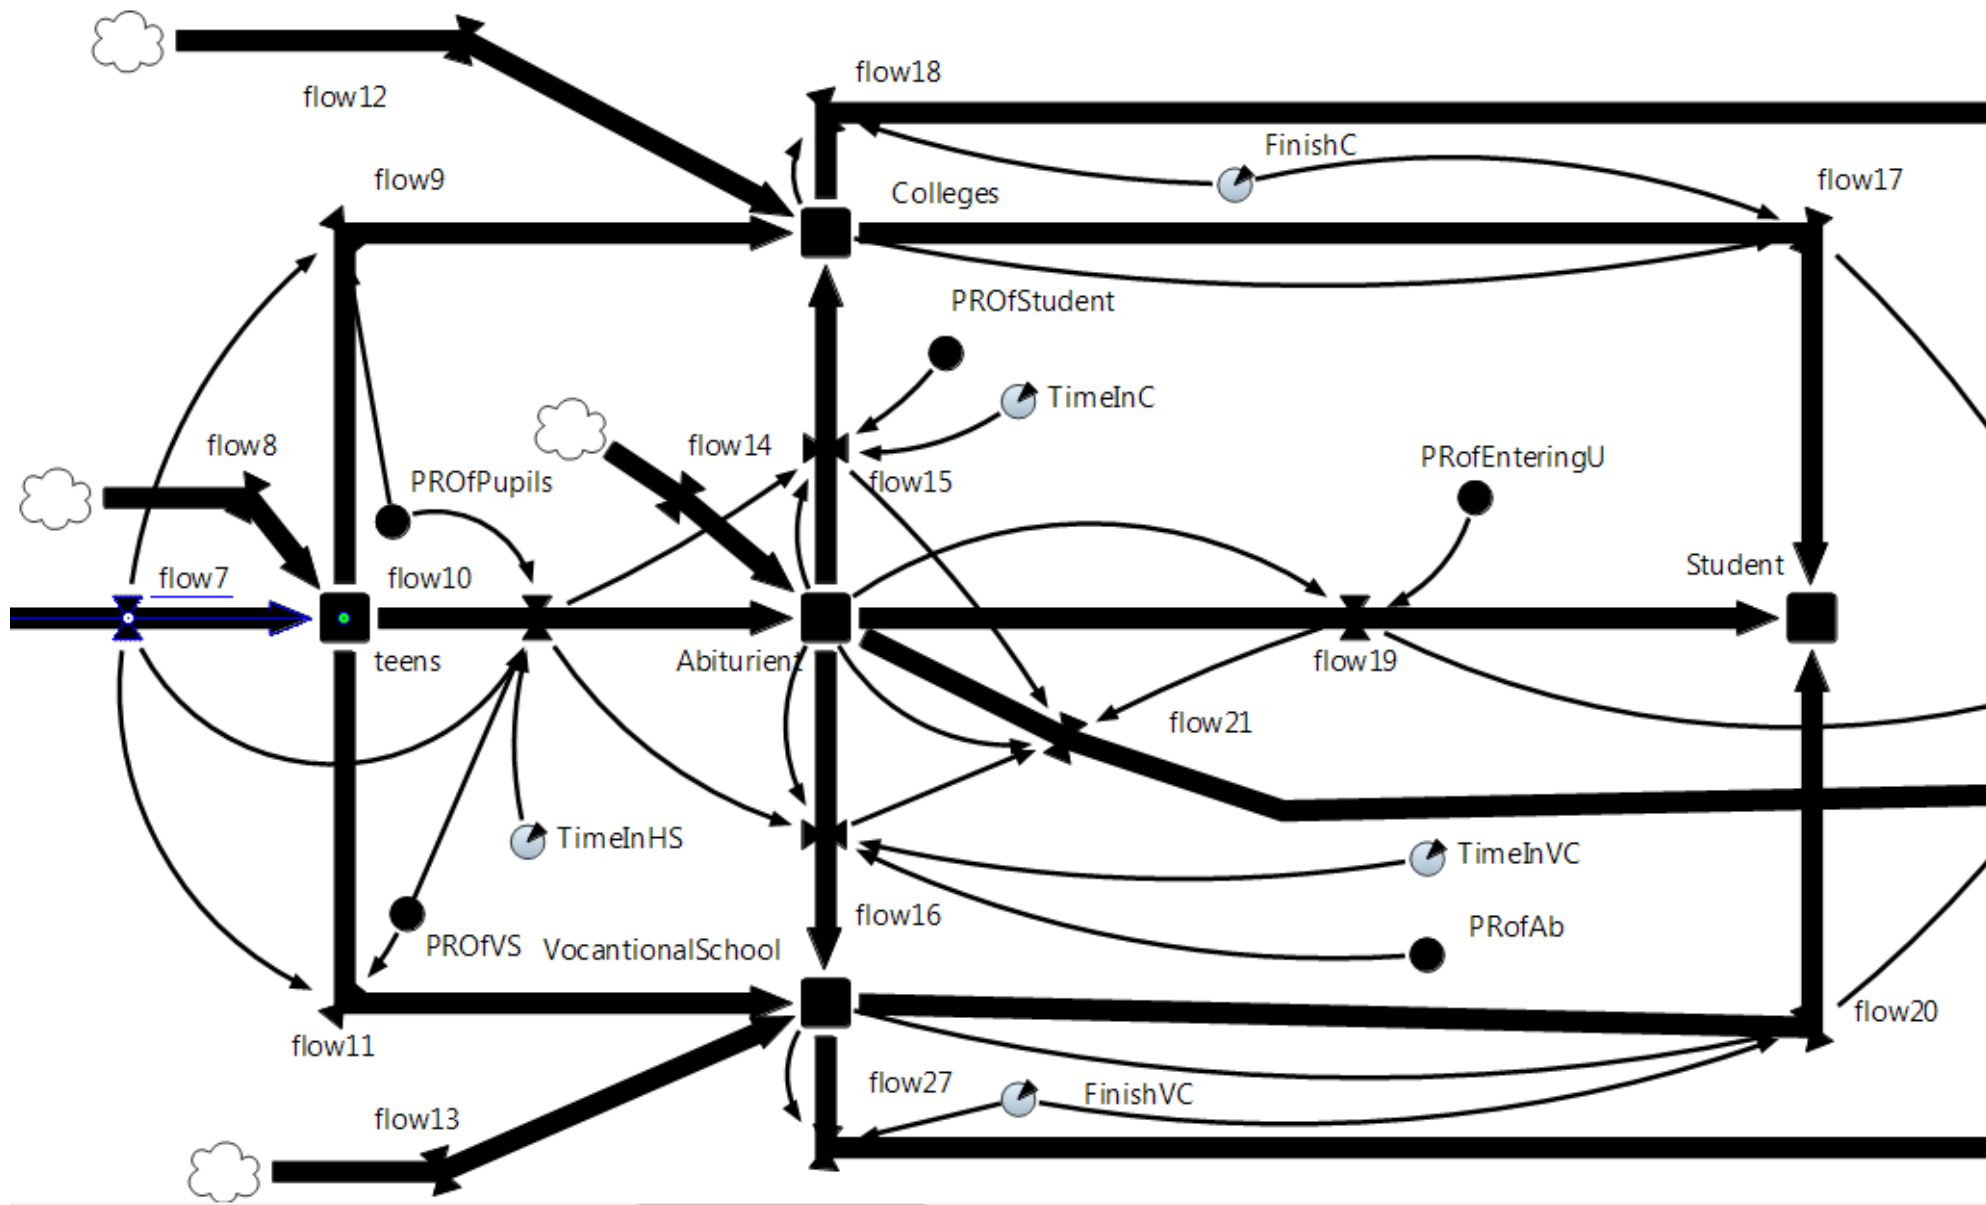 flow18
flow12
FinishC
flow9
flow17
Colleges
PROfStudent
TimeInC
flow8
flow14
PRofEnteringU
PROfPupils
flow15
flow7
flow10
Student
teens
Abiturient
flow19
flow21
TimeInHS
TimeInVC
flow16
PRofAb
PROfVS
VocantionalSchool
flow20
flow11
flow27
FinishVC
flow13